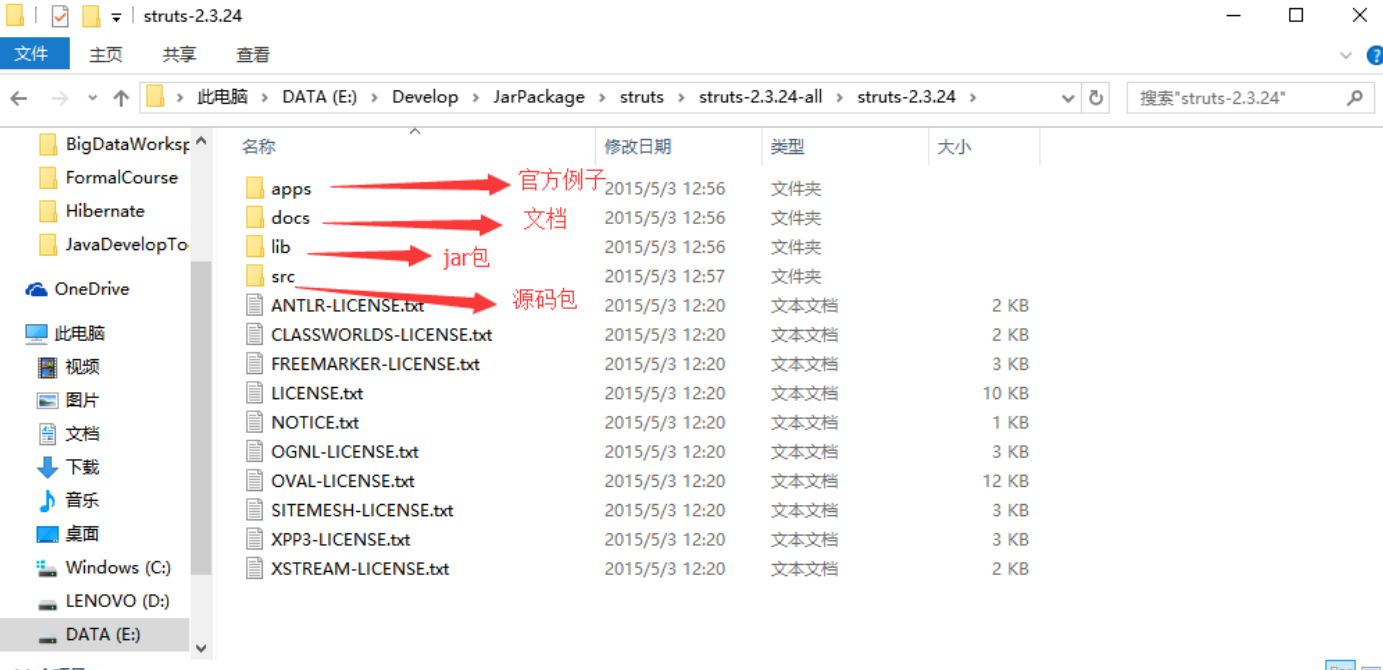 struts-2.3.24
文件 主页 共享 查看
此电脑 > DATA (E:) > Develop > JarPackage > struts > struts-2.3.24-all > struts-2.3.24 >
搜索"struts-2.3.24"
BigDataWorksp
FormalCourse
Hibernate
JavaDevelopTo
OneDrive
此电脑
视频
图片
文档
下载
音乐
桌面
Windows (C:)
LENOVO (D:)
DATA (E:)
名称 修改日期 类型 大小
apps 官方例子 2015/5/3 12:56 文件夹
docs 文档 2015/5/3 12:56 文件夹
lib jar包 2015/5/3 12:56 文件夹
src 源码包 2015/5/3 12:57 文件夹
ANTLR-LICENSE.txt 2015/5/3 12:20 文本文档 2 KB
CLASSWORLDS-LICENSE.txt 2015/5/3 12:20 文本文档 2 KB
FREEMARKER-LICENSE.txt 2015/5/3 12:20 文本文档 3 KB
LICENSE.txt 2015/5/3 12:20 文本文档 10 KB
NOTICE.txt 2015/5/3 12:20 文本文档 1 KB
OGNL-LICENSE.txt 2015/5/3 12:20 文本文档 3 KB
OVAL-LICENSE.txt 2015/5/3 12:20 文本文档 12 KB
SITEMESH-LICENSE.txt 2015/5/3 12:20 文本文档 3 KB
XPP3-LICENSE.txt 2015/5/3 12:20 文本文档 3 KB
XSTREAM-LICENSE.txt 2015/5/3 12:20 文本文档 2 KB